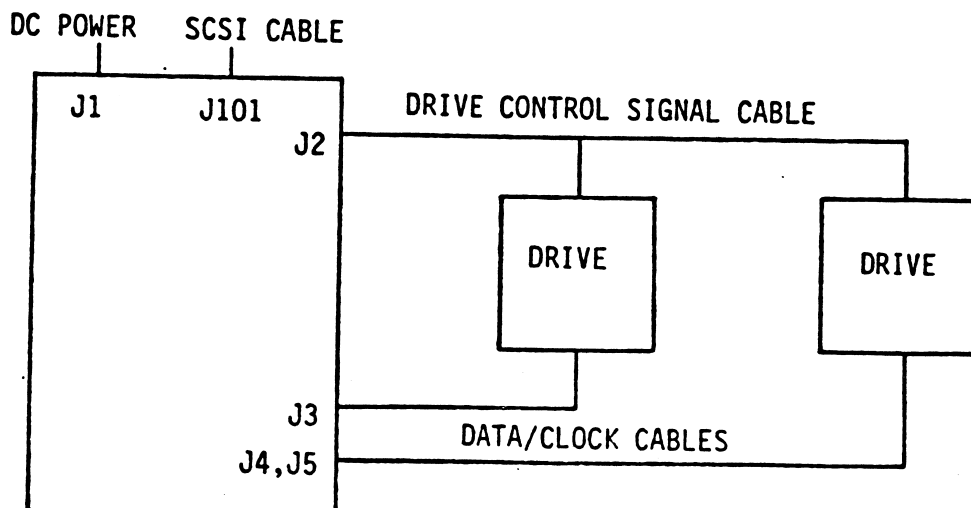 DC POWER SCSI CABLE
J1 J101
DRIVE CONTROL SIGNAL CABLE
J2
DRIVE
DRIVE
J3
DATA/CLOCK CABLES
J4,J5